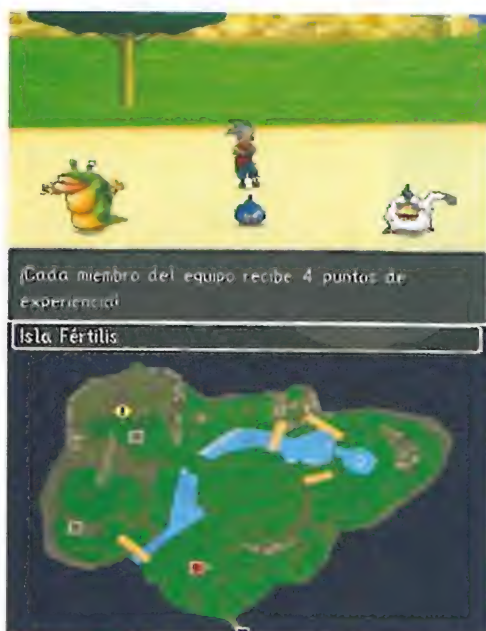 ¡Cada miembro del equipo recibe 4 puntos de
experiencia!
Isla Fértilis